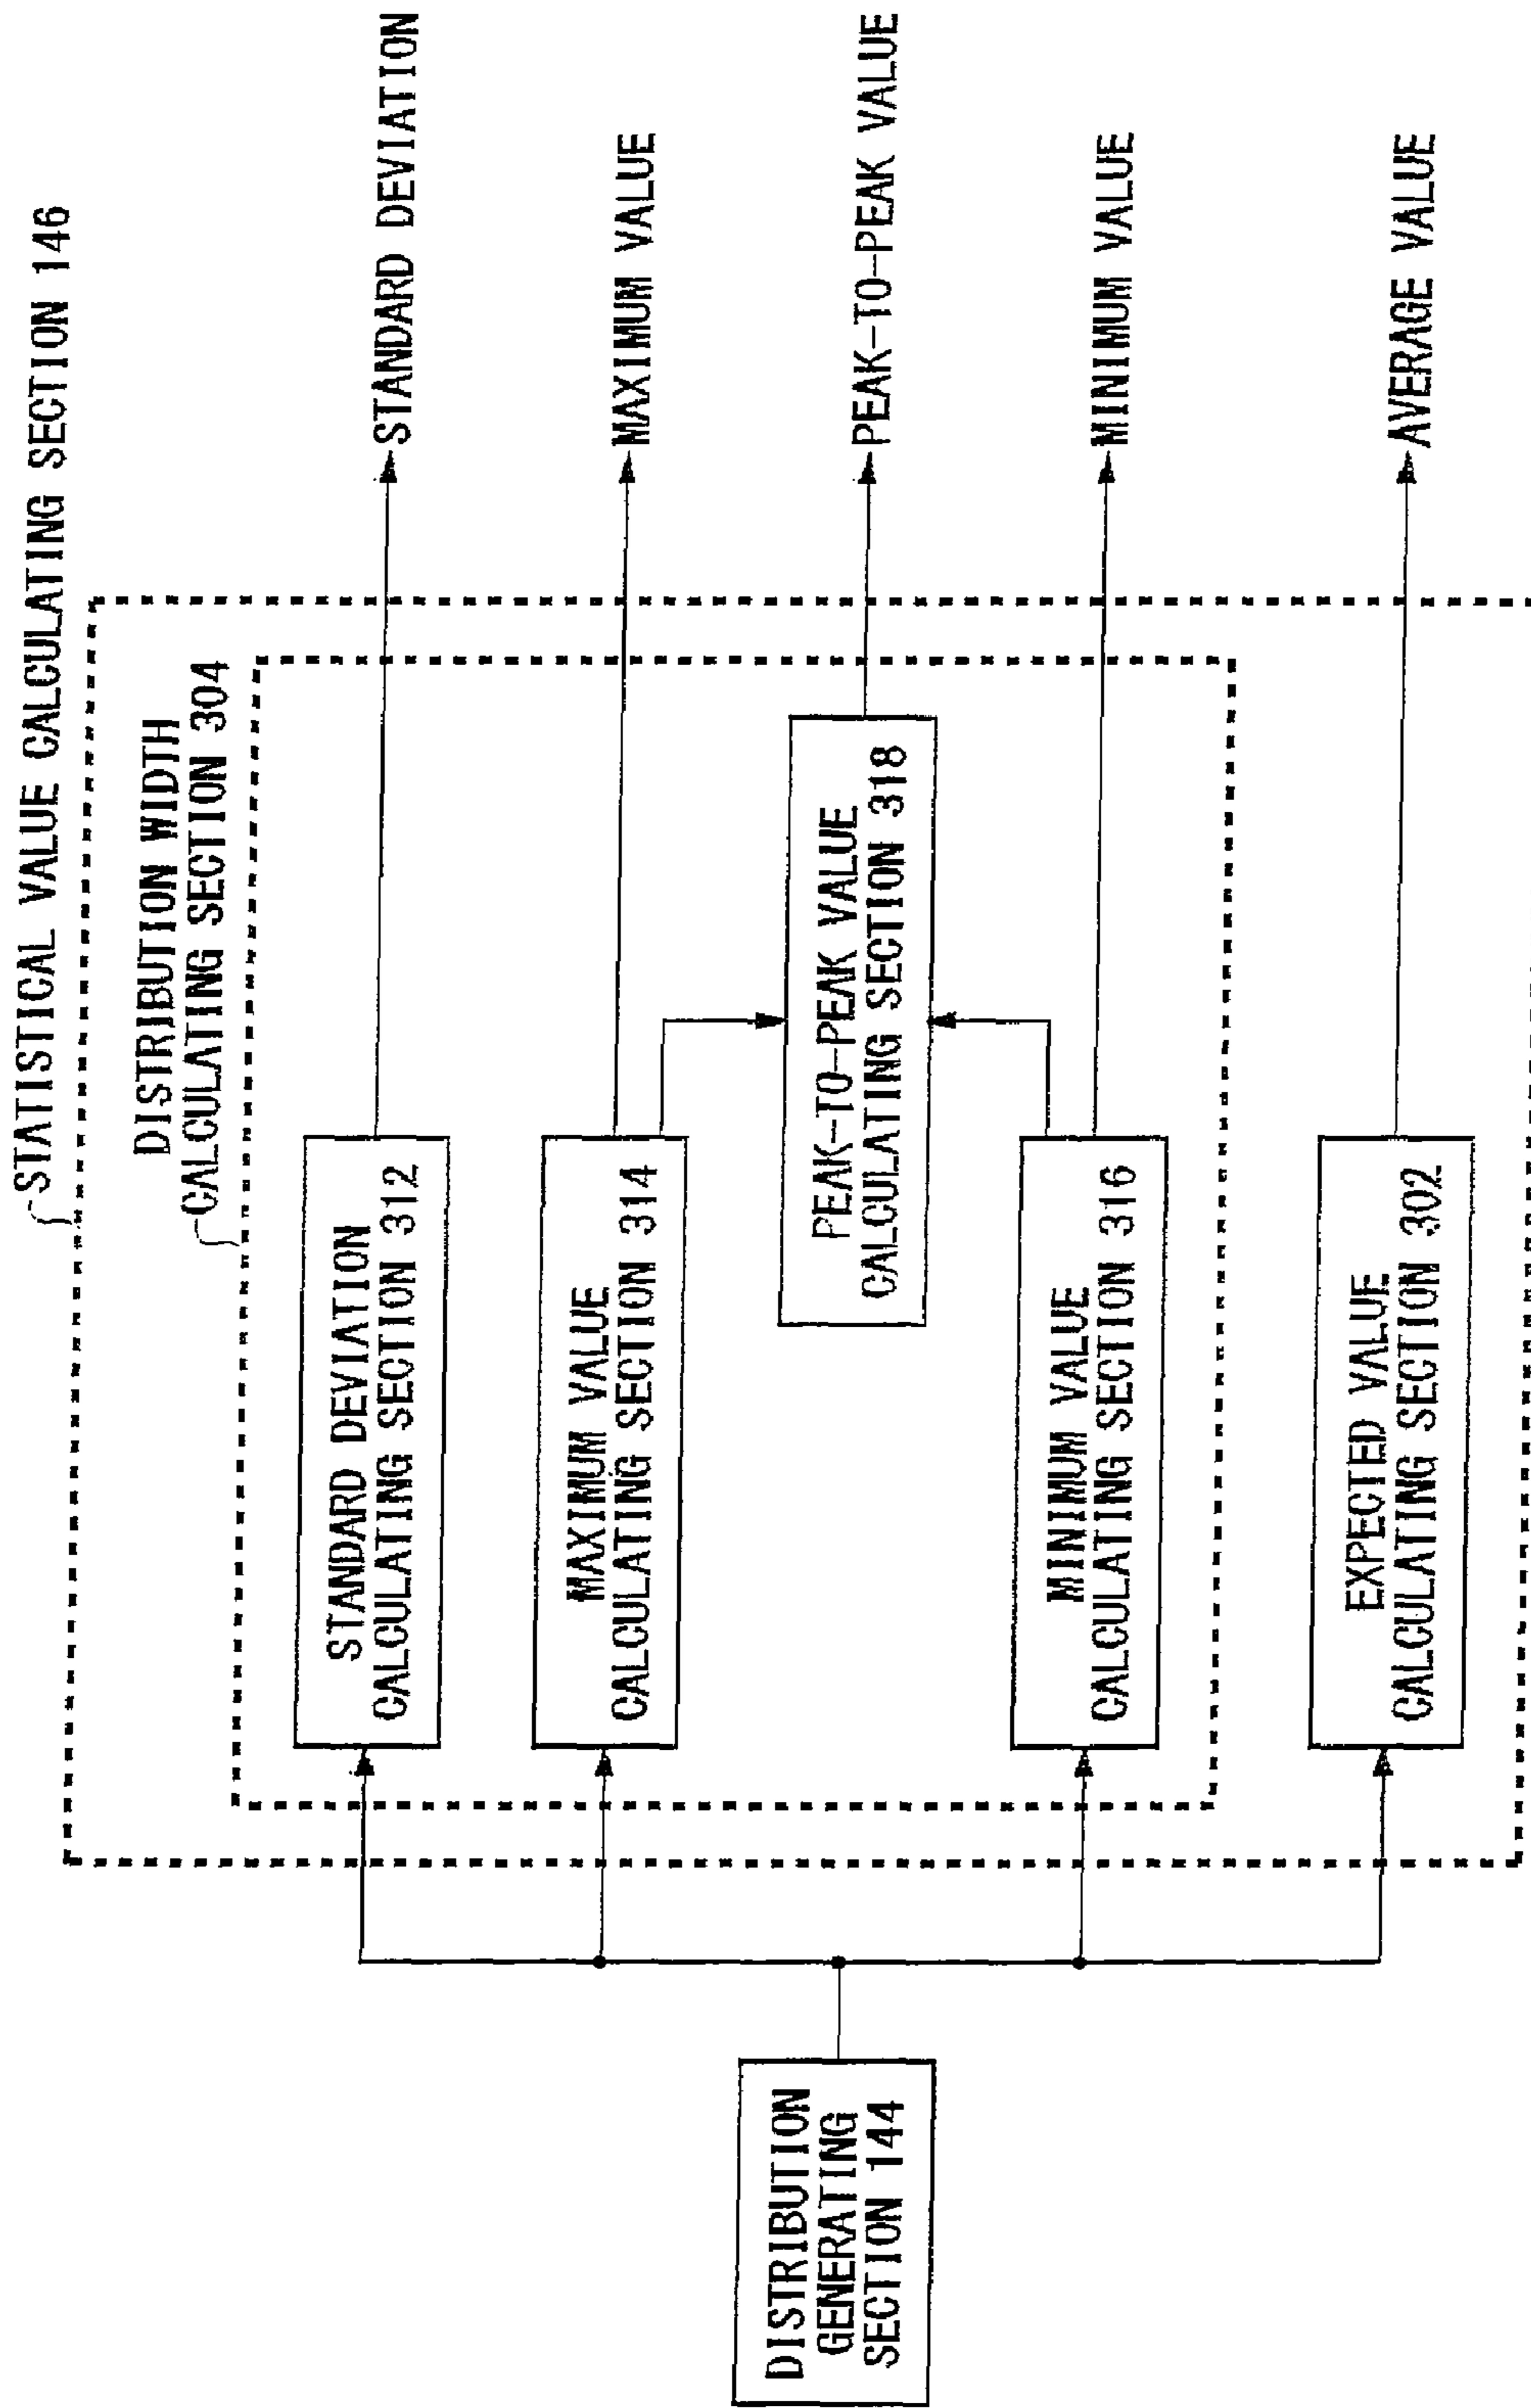 STATISTICAL VALUE CALCULATING SECTION 146
DISTRIBUTION WIDTH
CALCULATING SECTION 304
STANDARD DEVIATION
CALCULATING SECTION 312
STANDARD DEVIATION
MAXIMUM VALUE
CALCULATING SECTION 314
MAXIMUM VALUE
DISTRIBUTION
GENERATING
SECTION 144
PEAK-TO-PEAK VALUE
CALCULATING SECTION 318
PEAK-TO-PEAK VALUE
MINIMUM VALUE
CALCULATING SECTION 316
MINIMUM VALUE
EXPECTED VALUE
CALCULATING SECTION 302
AVERAGE VALUE